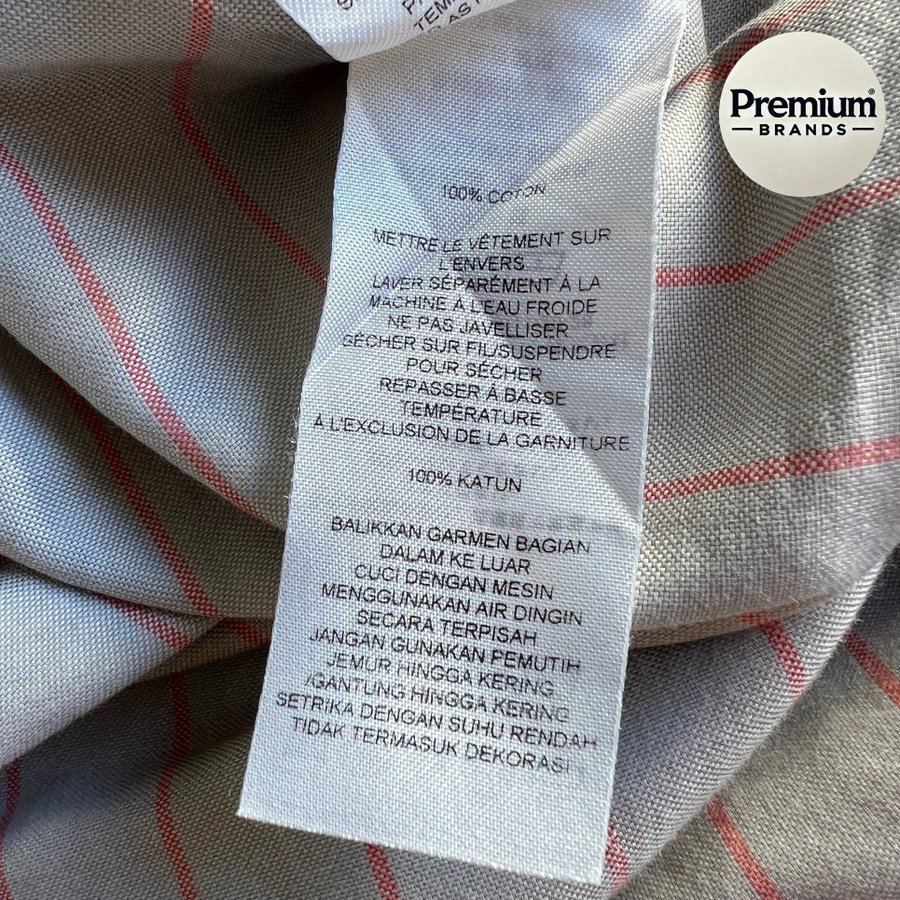 TEM
Premium®
BRANDS
100% COTON
METTRE LE VÊTEMENT SUR
L'ENVERS
LAVER SÉPARÉMENT À LA
MACHINE À L'EAU FROIDE
NE PAS JAVELLISER
SÉCHER SUR FIL/SUSPENDRE
POUR SÉCHER
REPASSER À BASSE
TEMPÉRATURE
À L'EXCLUSION DE LA GARNITURE
100% KATUN
BALIKKAN GARMEN BAGIAN
DALAM KE LUAR
CUCI DENGAN MESIN
MENGGUNAKAN AIR DINGIN
SECARA TERPISAH
JANGAN GUNAKAN PEMUTIH
JEMUR HINGGA KERING
/GANTUNG HINGGA KERING
SETRIKA DENGAN SUHU RENDAH
TIDAK TERMASUK DEKORASI